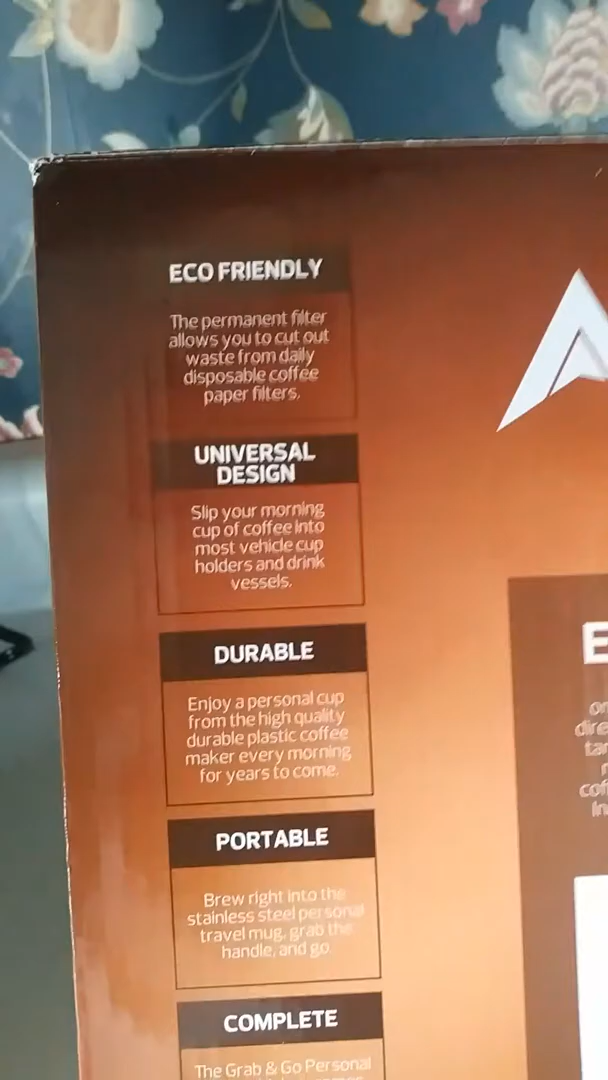 ECO FRIENDLY
The permanent filter
allows you to cut out
waste from daily
disposable coffee
paper filters.
UNIVERSAL
DESIGN
Slip your morning
cup of coffee into
most vehicle cup
holders and drink
vessels.
DURABLE
Enjoy a personal cup
from the high quality
durable plastic coffee
maker every morning
for years to come.
PORTABLE
Brew right into the
stainless steel personal
travel mug, grab the
handle, and go.
COMPLETE
The Grab & Go Personal